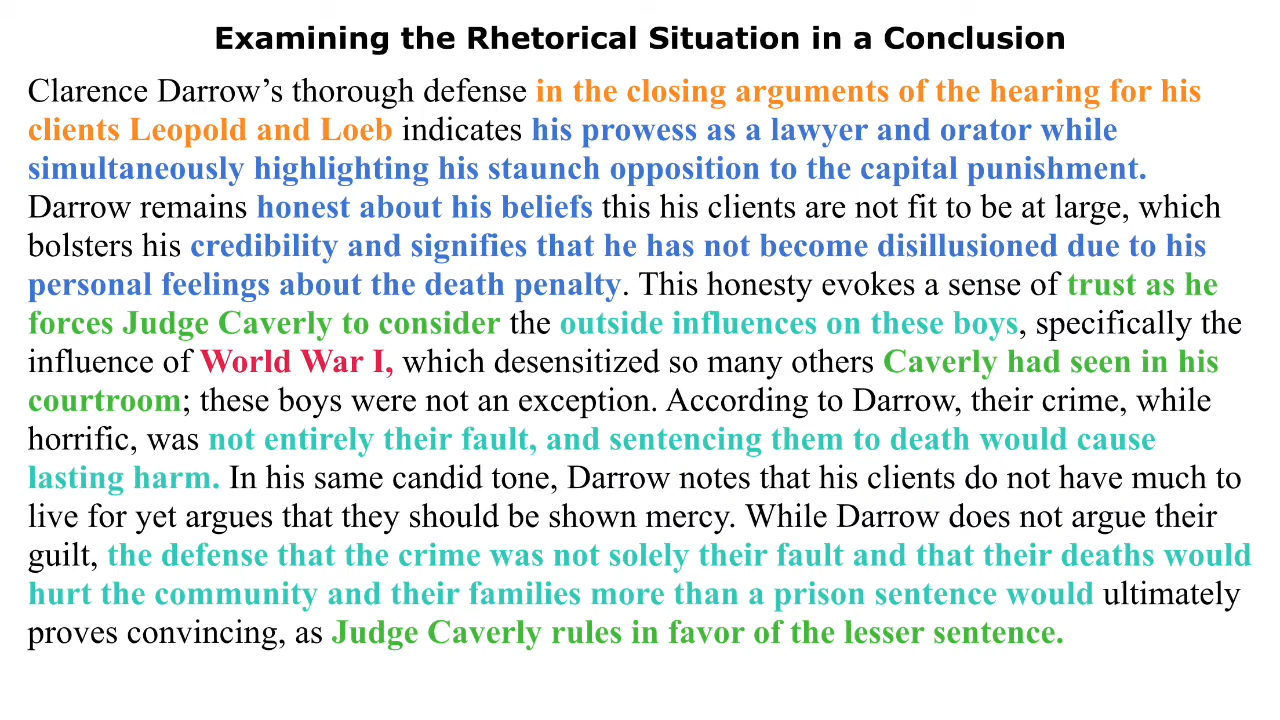 Examining the Rhetorical Situation in a Conclusion
Clarence Darrow’s thorough defense in the closing arguments of the hearing for his
clients Leopold and Loeb indicates his prowess as a lawyer and orator while
simultaneously highlighting his staunch opposition to the capital punishment.
Darrow remains honest about his beliefs this his clients are not fit to be at large, which
bolsters his credibility and signifies that he has not become disillusioned due to his
personal feelings about the death penalty. This honesty evokes a sense of trust as he
forces Judge Caverly to consider the outside influences on these boys, specifically the
influence of World War I, which desensitized so many others Caverly had seen in his
courtroom; these boys were not an exception. According to Darrow, their crime, while
horrific, was not entirely their fault, and sentencing them to death would cause
lasting harm. In his same candid tone, Darrow notes that his clients do not have much to
live for yet argues that they should be shown mercy. While Darrow does not argue their
guilt, the defense that the crime was not solely their fault and that their deaths would
hurt the community and their families more than a prison sentence would ultimately
proves convincing, as Judge Caverly rules in favor of the lesser sentence.